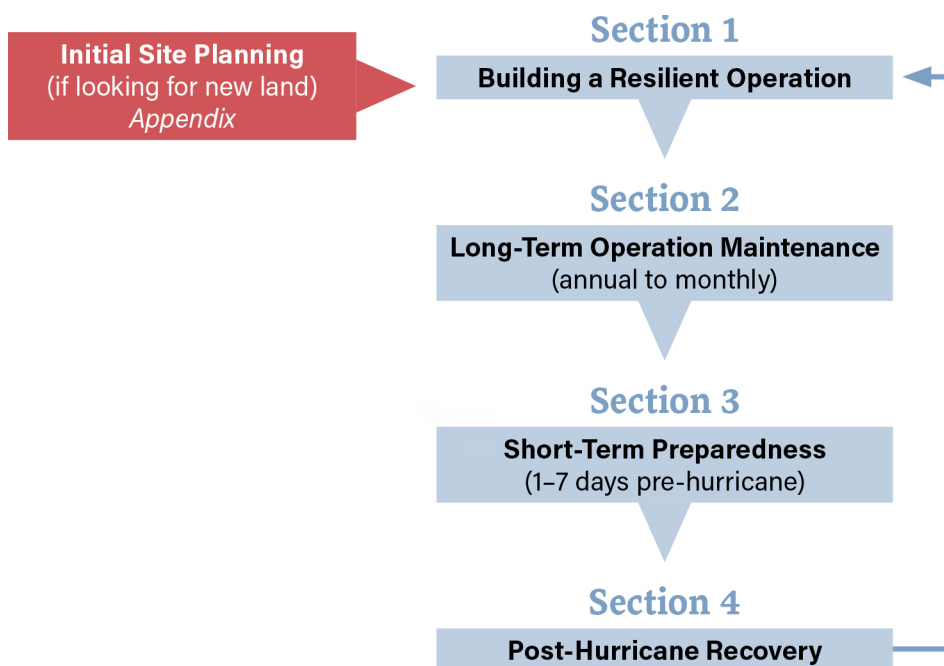 Initial Site Planning
(if looking for new land)
Appendix
Section 1
Building a Resilient Operation
Section 2
Long-Term Operation Maintenance
(annual to monthly)
Section 3
Short-Term Preparedness
(1–7 days pre-hurricane)
Section 4
Post-Hurricane Recovery